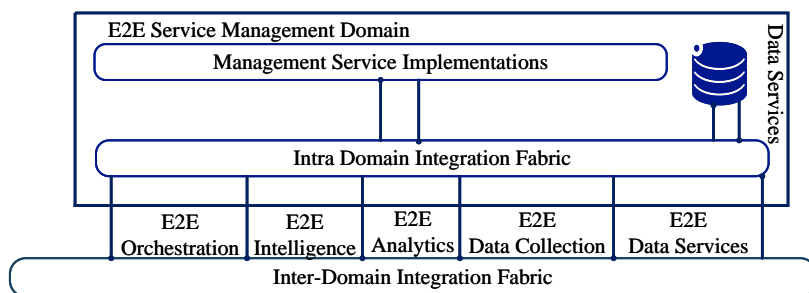 E2E Service Management Domain
Management Service Implementations
Data Services
Intra Domain Integration Fabric
E2E
Orchestration
E2E
Intelligence
E2E
Analytics
E2E
Data Collection
E2E
Data Services
Inter-Domain Integration Fabric